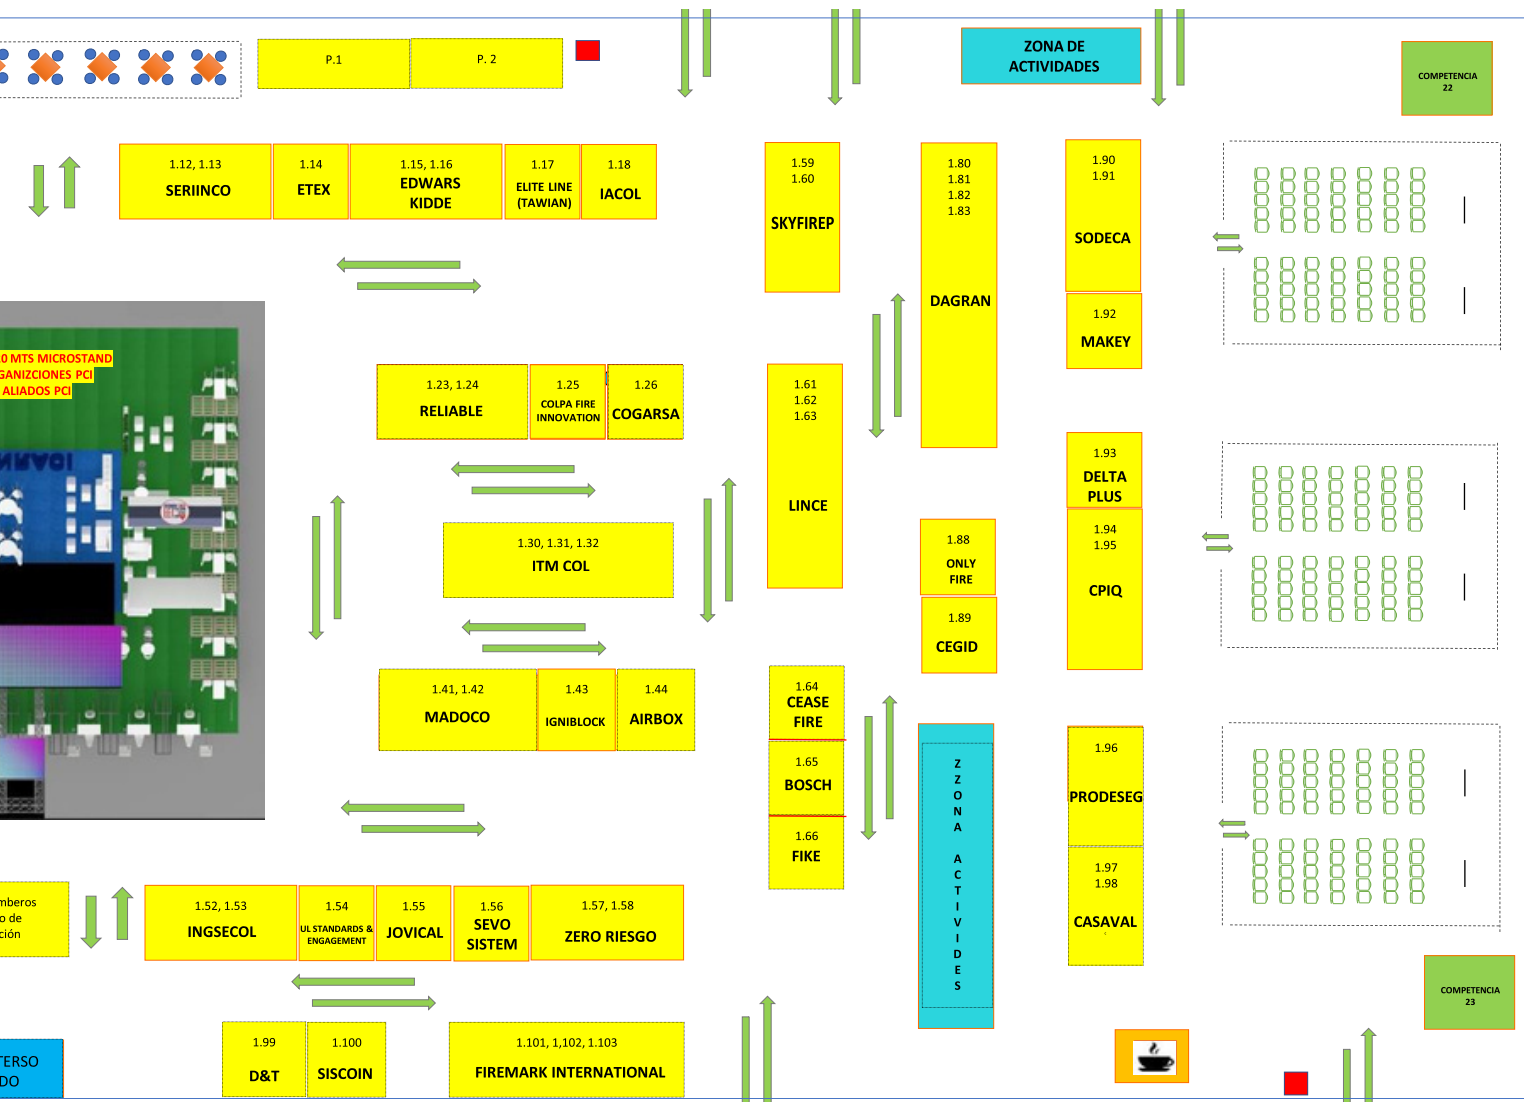 P.1
P. 2
ZONA DE
ACTIVIDADES
COMPETENCIA
22
1.12, 1.13
SERIINCO
1.14
ETEX
1.15, 1.16
EDWARS
KIDDE
1.17
ELITE LINE
(TAWIAN)
1.18
IACOL
1.59
1.60
SKYFIREP
1.80
1.81
1.82
1.83
DAGRAN
1.90
1.91
SODECA
1.92
MAKEY
0 MTS MICROSTAND
GANIZCIONES PCI
ALIADOS PCI
1.23, 1.24
RELIABLE
1.25
COLPA FIRE
INNOVATION
1.26
COGARSA
1.61
1.62
1.63
LINCE
1.93
DELTA
PLUS
1.94
1.95
CPIQ
1.30, 1.31, 1.32
ITM COL
1.88
ONLY
FIRE
1.89
CEGID
1.41, 1.42
MADOCO
1.43
IGNIBLOCK
1.44
AIRBOX
1.64
CEASE
FIRE
1.65
BOSCH
1.66
FIKE
Z
Z
O
N
A
A
C
T
I
V
I
D
E
S
1.96
PRODESEG
1.97
1.98
CASAVAL
mberos
o de
ción
1.52, 1.53
INGSECOL
1.54
UL STANDARDS &
ENGAGEMENT
1.55
JOVICAL
1.56
SEVO
SISTEM
1.57, 1.58
ZERO RIESGO
COMPETENCIA
23
TERSO
DO
1.99
D&T
1.100
SISCOIN
1.101, 1,102, 1.103
FIREMARK INTERNATIONAL